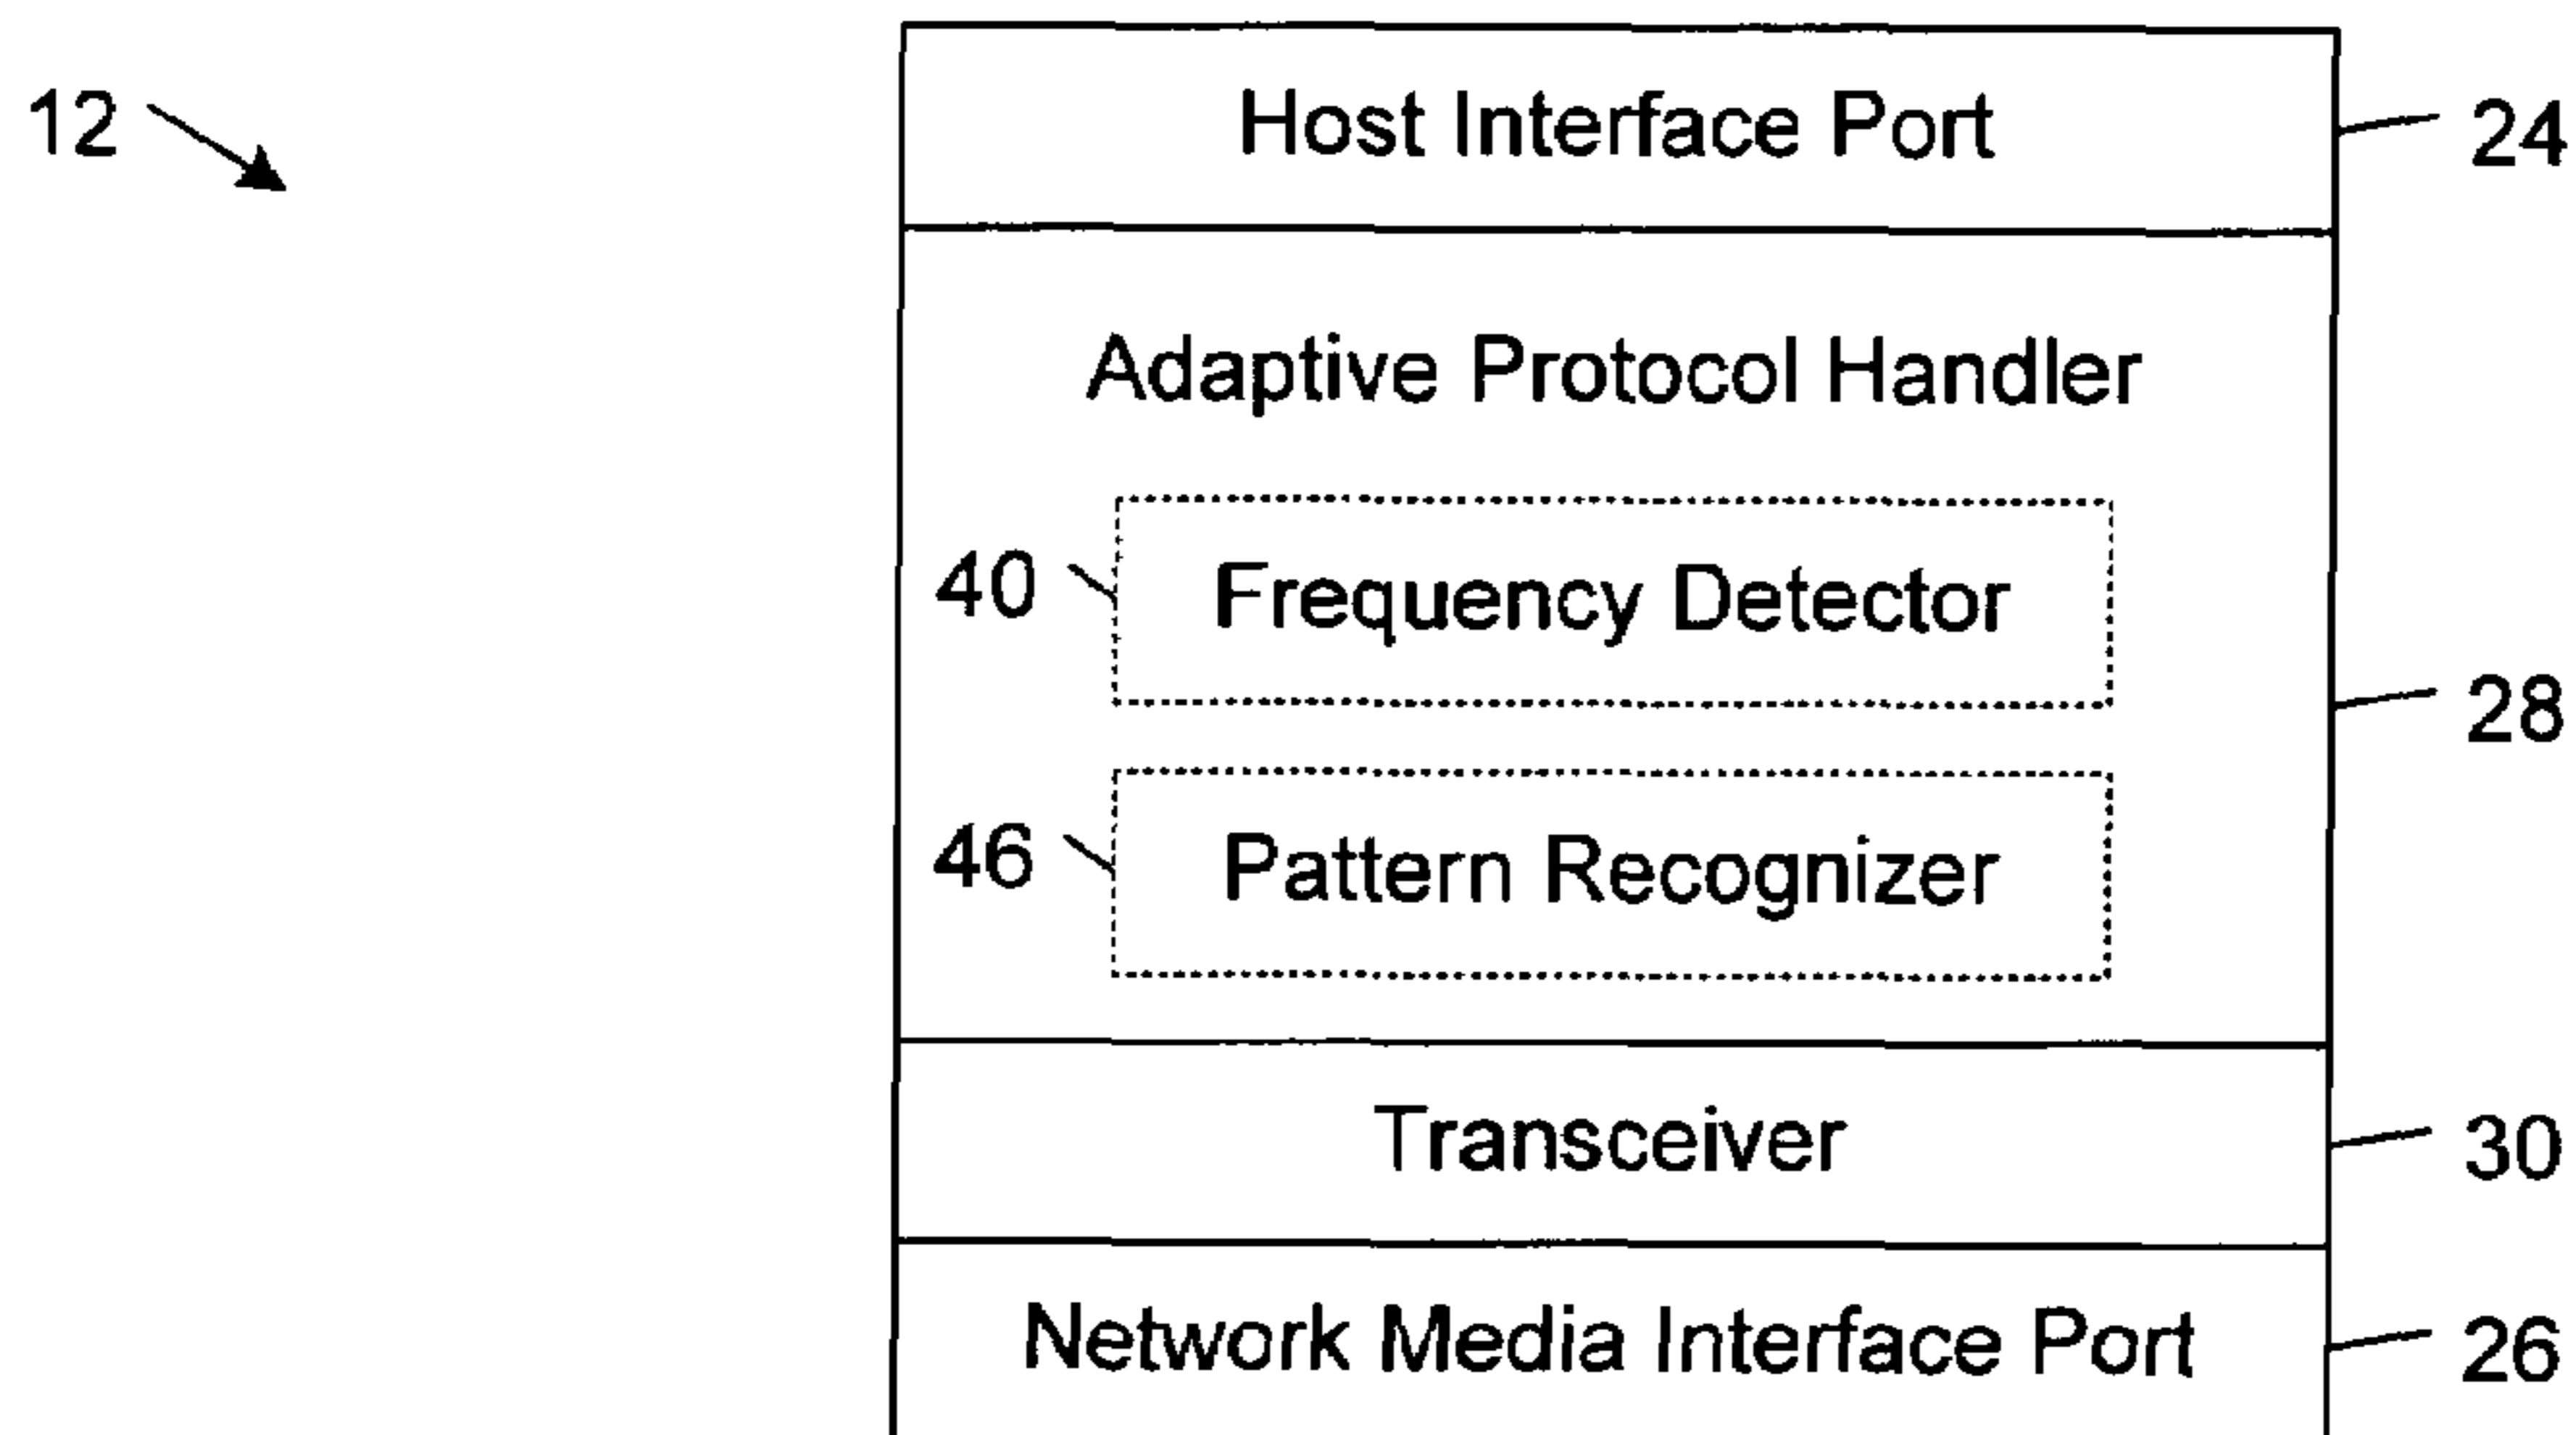 12
Host Interface Port
24
Adaptive Protocol Handler
40
Frequency Detector
28
46
Pattern Recognizer
Transceiver
30
Network Media Interface Port
26